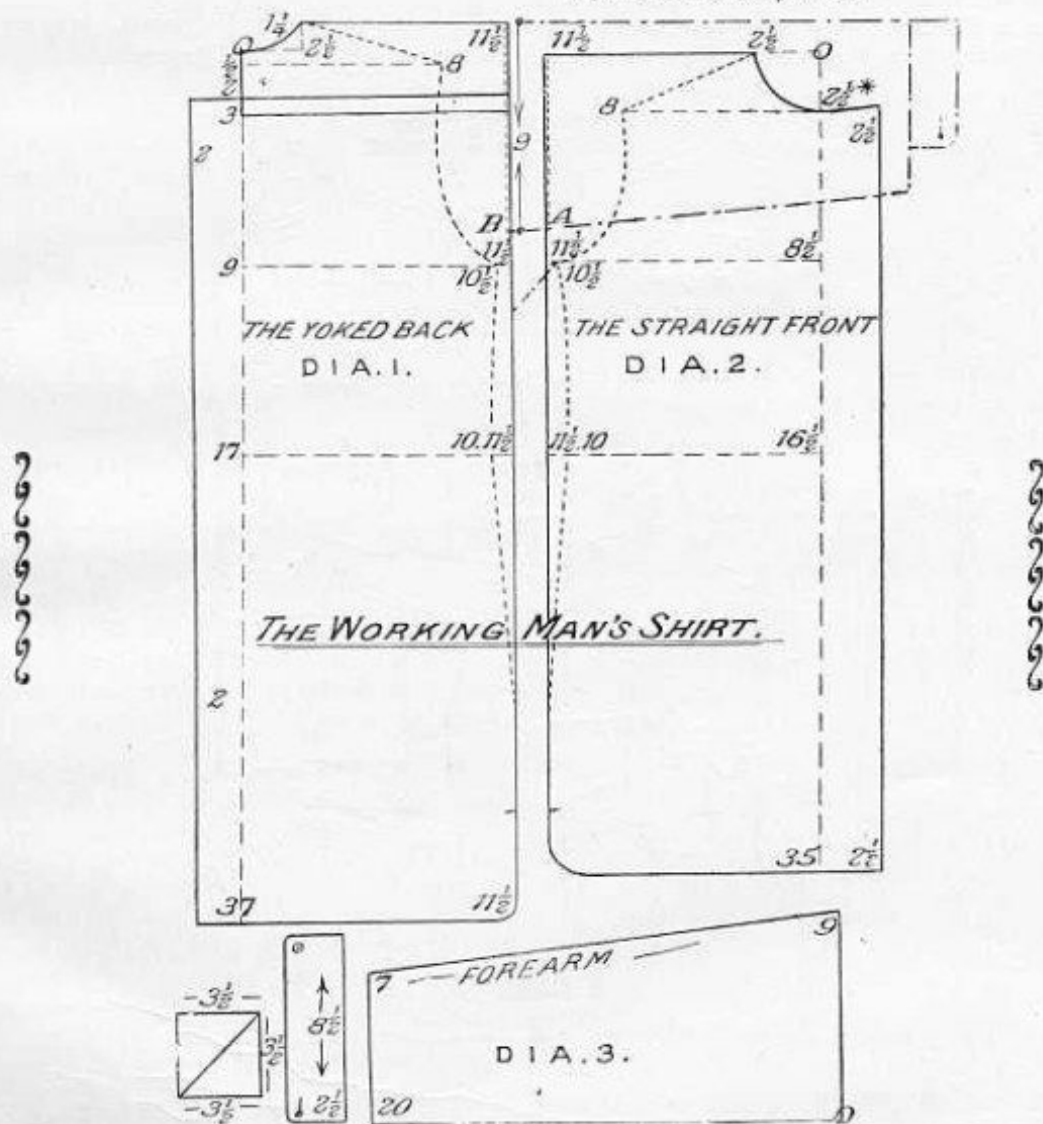 1¼ 11½ 11½ 2½ O
O 2½ 8 8 2½*
½
3 2½
2 9
B A
11½ 11½ 8½
9 10½ 10½
THE YOKED BACK THE STRAIGHT FRONT
DIA.1. DIA.2.
17 10.11½ 11½.10 16½
THE WORKING MAN'S SHIRT.
2
35 2½
37 11½
9
7 FOREARM
3½
8½ 3½
DIA.3.
3½ 2½ 20 O